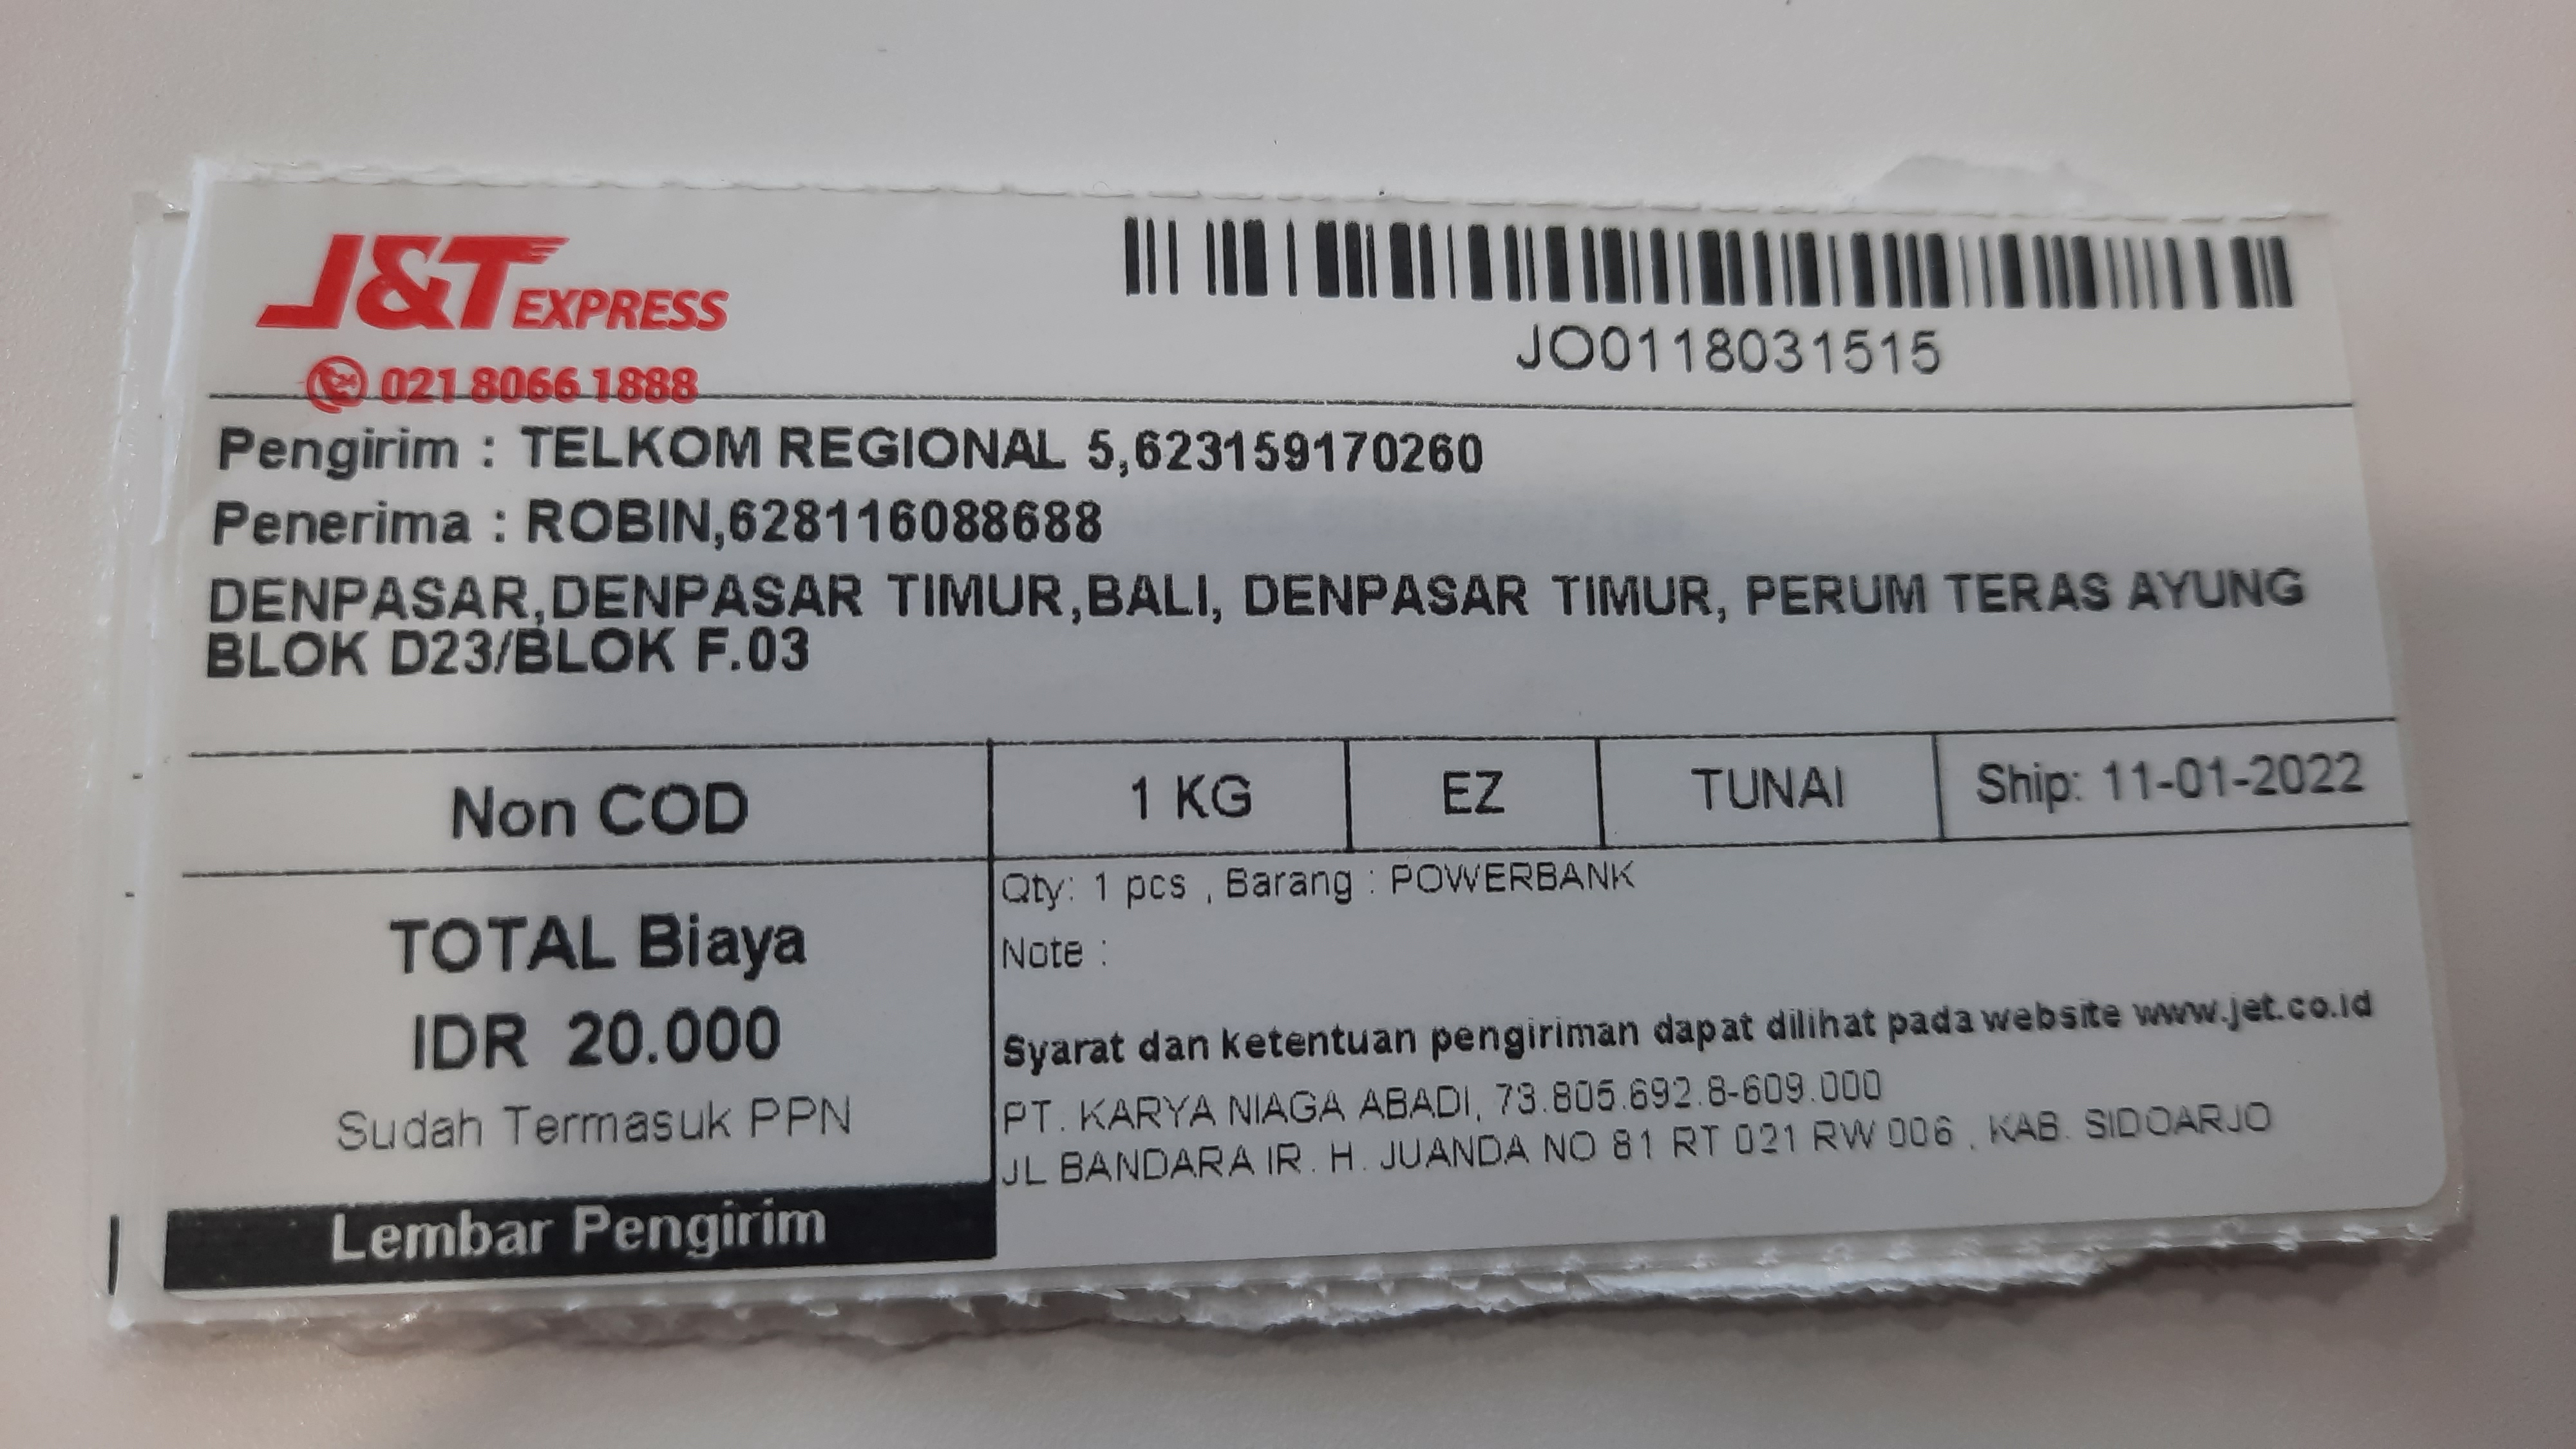 J&T EXPRESS
021 8066 1888
JO0118031515
Pengirim : TELKOM REGIONAL 5,623159170260
Penerima : ROBIN,628116088688
DENPASAR,DENPASAR TIMUR,BALI, DENPASAR TIMUR, PERUM TERAS AYUNG
BLOK D23/BLOK F.03
Non COD
1 KG
EZ
TUNAI
Ship: 11-01-2022
TOTAL Biaya
IDR 20.000
Sudah Termasuk PPN
Lembar Pengirim
Qty: 1 pcs , Barang : POWERBANK
Note :
Syarat dan ketentuan pengiriman dapat dilihat pada website www.jet.co.id
PT. KARYA NIAGA ABADI, 73.805.692.8-609.000
JL BANDARA IR. H. JUANDA NO 81 RT 021 RW 006 . KAB. SIDOARJO